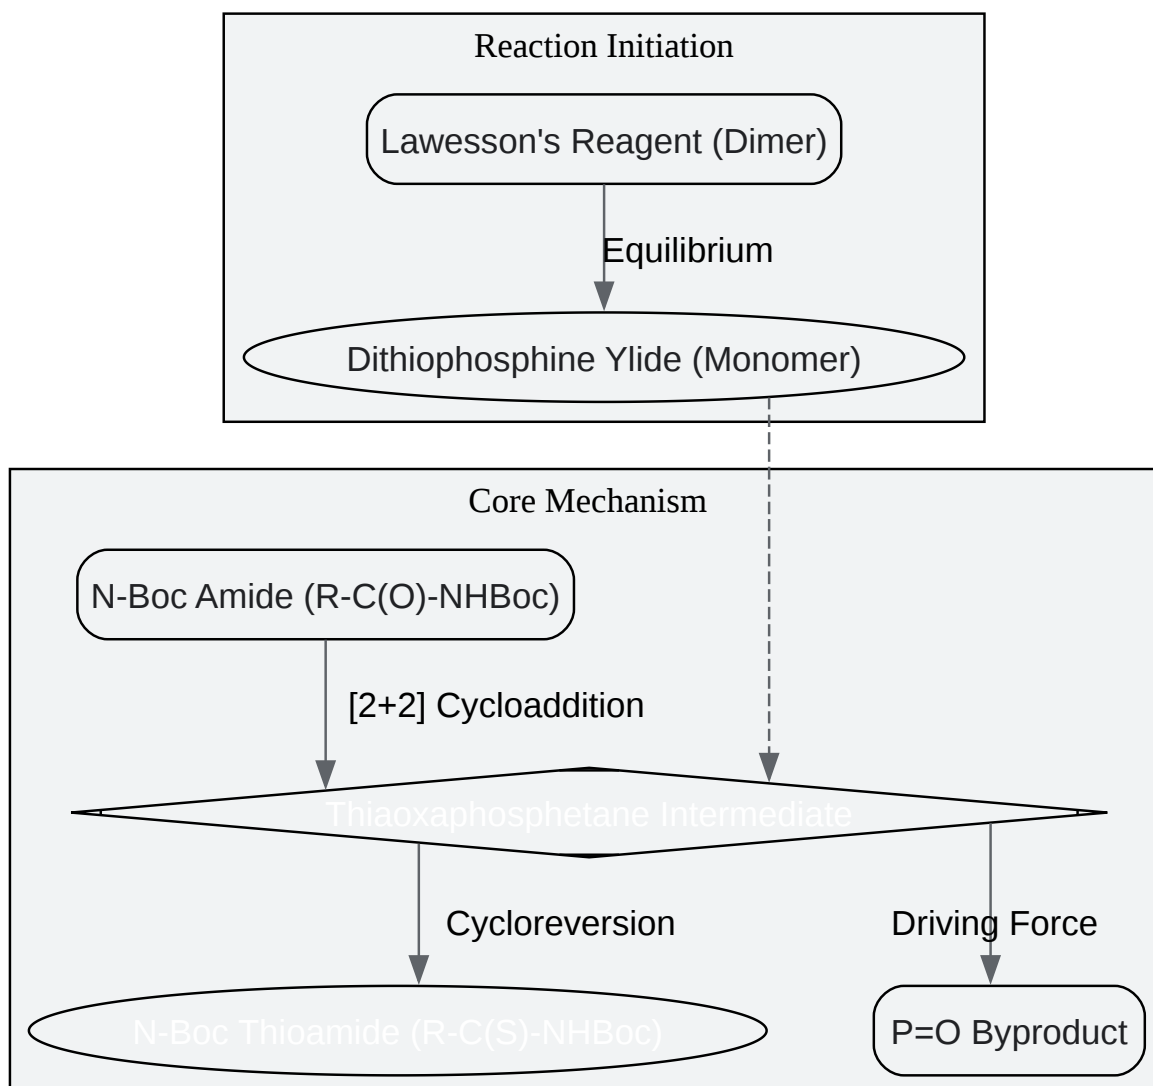 Reaction Initiation
Lawesson's Reagent (Dimer)
Equilibrium
Dithiophosphine Ylide (Monomer)
Core Mechanism
N-Boc Amide (R-C(O)-NHBoc)
[2+2] Cycloaddition
Thiaoxaphosphetane Intermediate
Cycloreversion
Driving Force
N-Boc Thioamide (R-C(S)-NHBoc)
P=O Byproduct